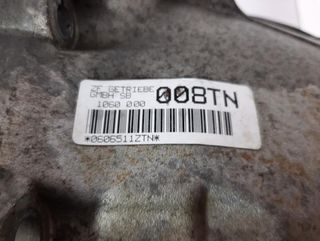 ZF GETRIEBE
GMBH SB
008TN
1060 000
*0606511ZTN*